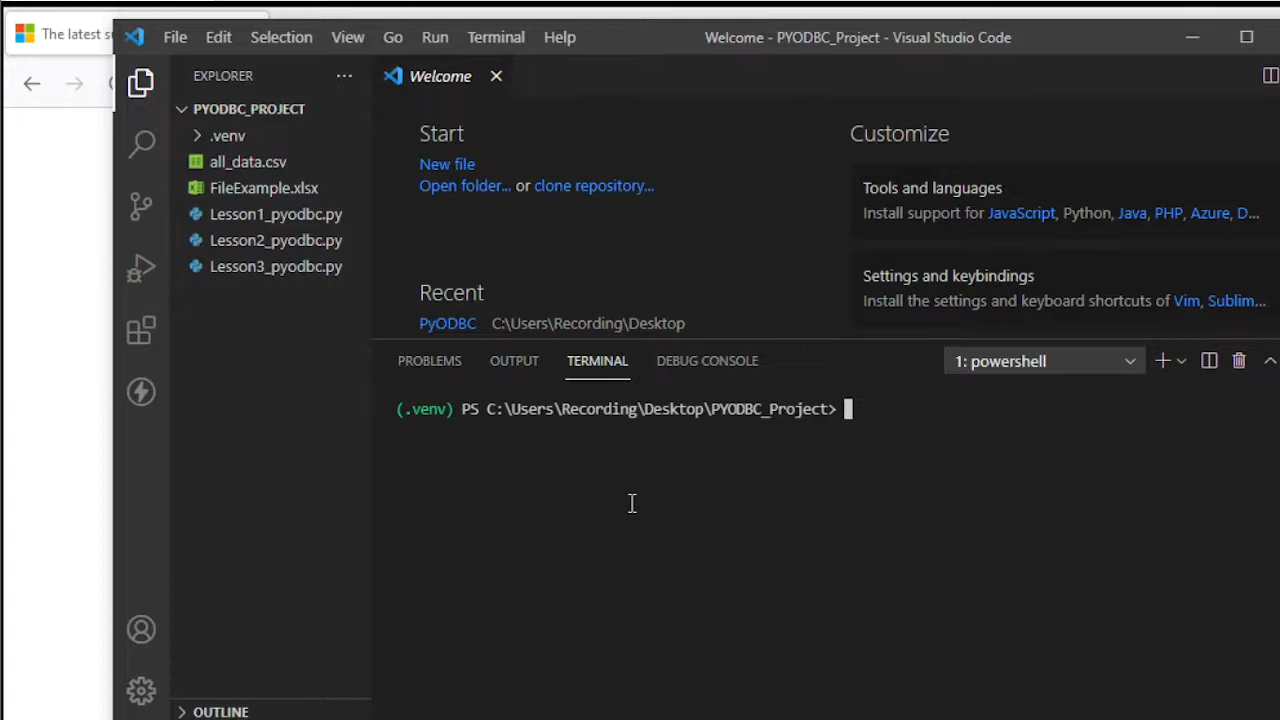 The latest s
File Edit Selection View Go Run Terminal Help
Welcome - PYODBC_Project - Visual Studio Code
EXPLORER ...
PYODBC_PROJECT
.venv
all_data.csv
FileExample.xlsx
Lesson1_pyodbc.py
Lesson2_pyodbc.py
Lesson3_pyodbc.py
OUTLINE
Welcome
Start
New file
Open folder... or clone repository...
Recent
PyODBC C:\Users\Recording\Desktop
Customize
Tools and languages
Install support for JavaScript, Python, Java, PHP, Azure, D...
Settings and keybindings
Install the settings and keyboard shortcuts of Vim, Sublim...
PROBLEMS OUTPUT TERMINAL DEBUG CONSOLE
1: powershell
(.venv) PS C:\Users\Recording\Desktop\PYODBC_Project>